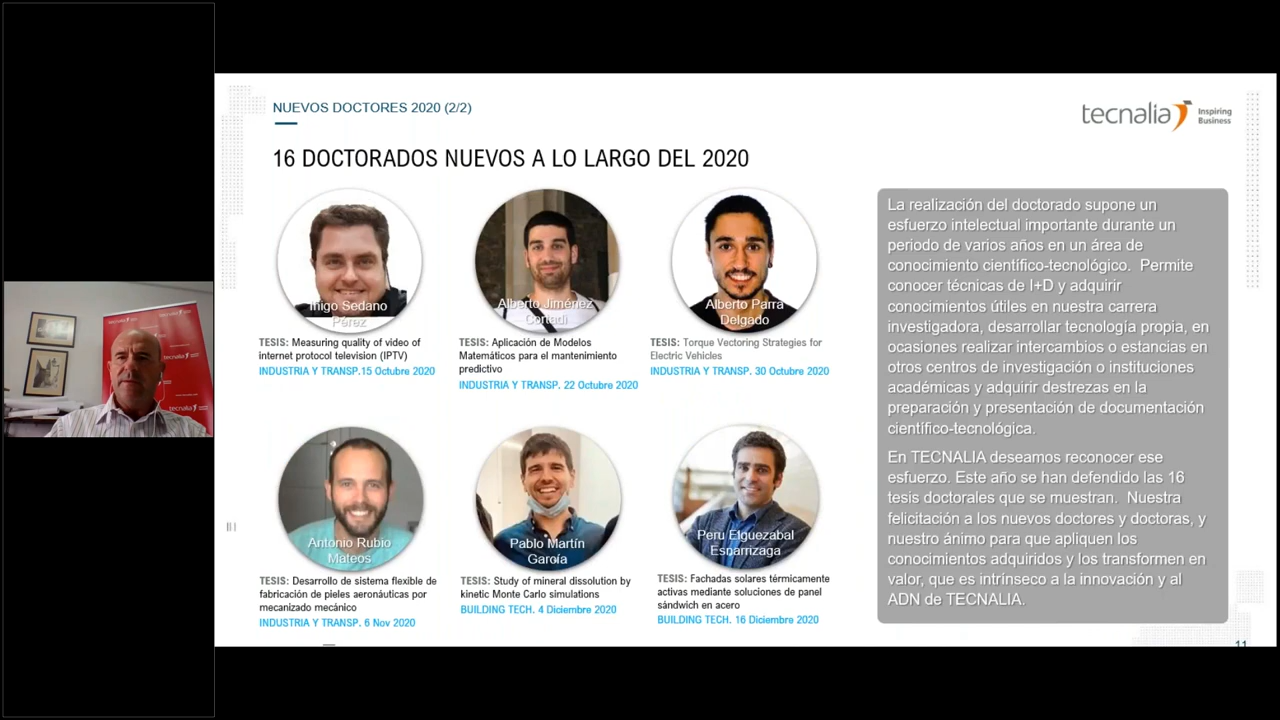 NUEVOS DOCTORES 2020 (2/2)
tecnalia Inspiring
Business
16 DOCTORADOS NUEVOS A LO LARGO DEL 2020
Iñigo Sedano
Pérez
TESIS: Measuring quality of video of
internet protocol television (IPTV)
INDUSTRIA Y TRANSP.15 Octubre 2020
Alberto Jiménez
Cortadi
TESIS: Aplicación de Modelos
Matemáticos para el mantenimiento
predictivo
INDUSTRIA Y TRANSP. 22 Octubre 2020
Alberto Parra
Delgado
TESIS: Torque Vectoring Strategies for
Electric Vehicles
INDUSTRIA Y TRANSP. 30 Octubre 2020
Antonio Rubio
Mateos
TESIS: Desarrollo de sistema flexible de
fabricación de pieles aeronáuticas por
mecanizado mecánico
INDUSTRIA Y TRANSP. 6 Nov 2020
Pablo Martín
García
TESIS: Study of mineral dissolution by
kinetic Monte Carlo simulations
BUILDING TECH. 4 Diciembre 2020
Peru Elguezabal
Esnarrizaga
TESIS: Fachadas solares térmicamente
activas mediante soluciones de panel
sándwich en acero
BUILDING TECH. 16 Diciembre 2020
La realización del doctorado supone un
esfuerzo intelectual importante durante un
periodo de varios años en un área de
conocimiento científico-tecnológico. Permite
conocer técnicas de I+D y adquirir
conocimientos útiles en nuestra carrera
investigadora, desarrollar tecnología propia, en
ocasiones realizar intercambios o estancias en
otros centros de investigación o instituciones
académicas y adquirir destrezas en la
preparación y presentación de documentación
científico-tecnológica.
En TECNALIA deseamos reconocer ese
esfuerzo. Este año se han defendido las 16
tesis doctorales que se muestran. Nuestra
felicitación a los nuevos doctores y doctoras, y
nuestro ánimo para que apliquen los
conocimientos adquiridos y los transformen en
valor, que es intrínseco a la innovación y al
ADN de TECNALIA.
11
tecnalia
tecnalia